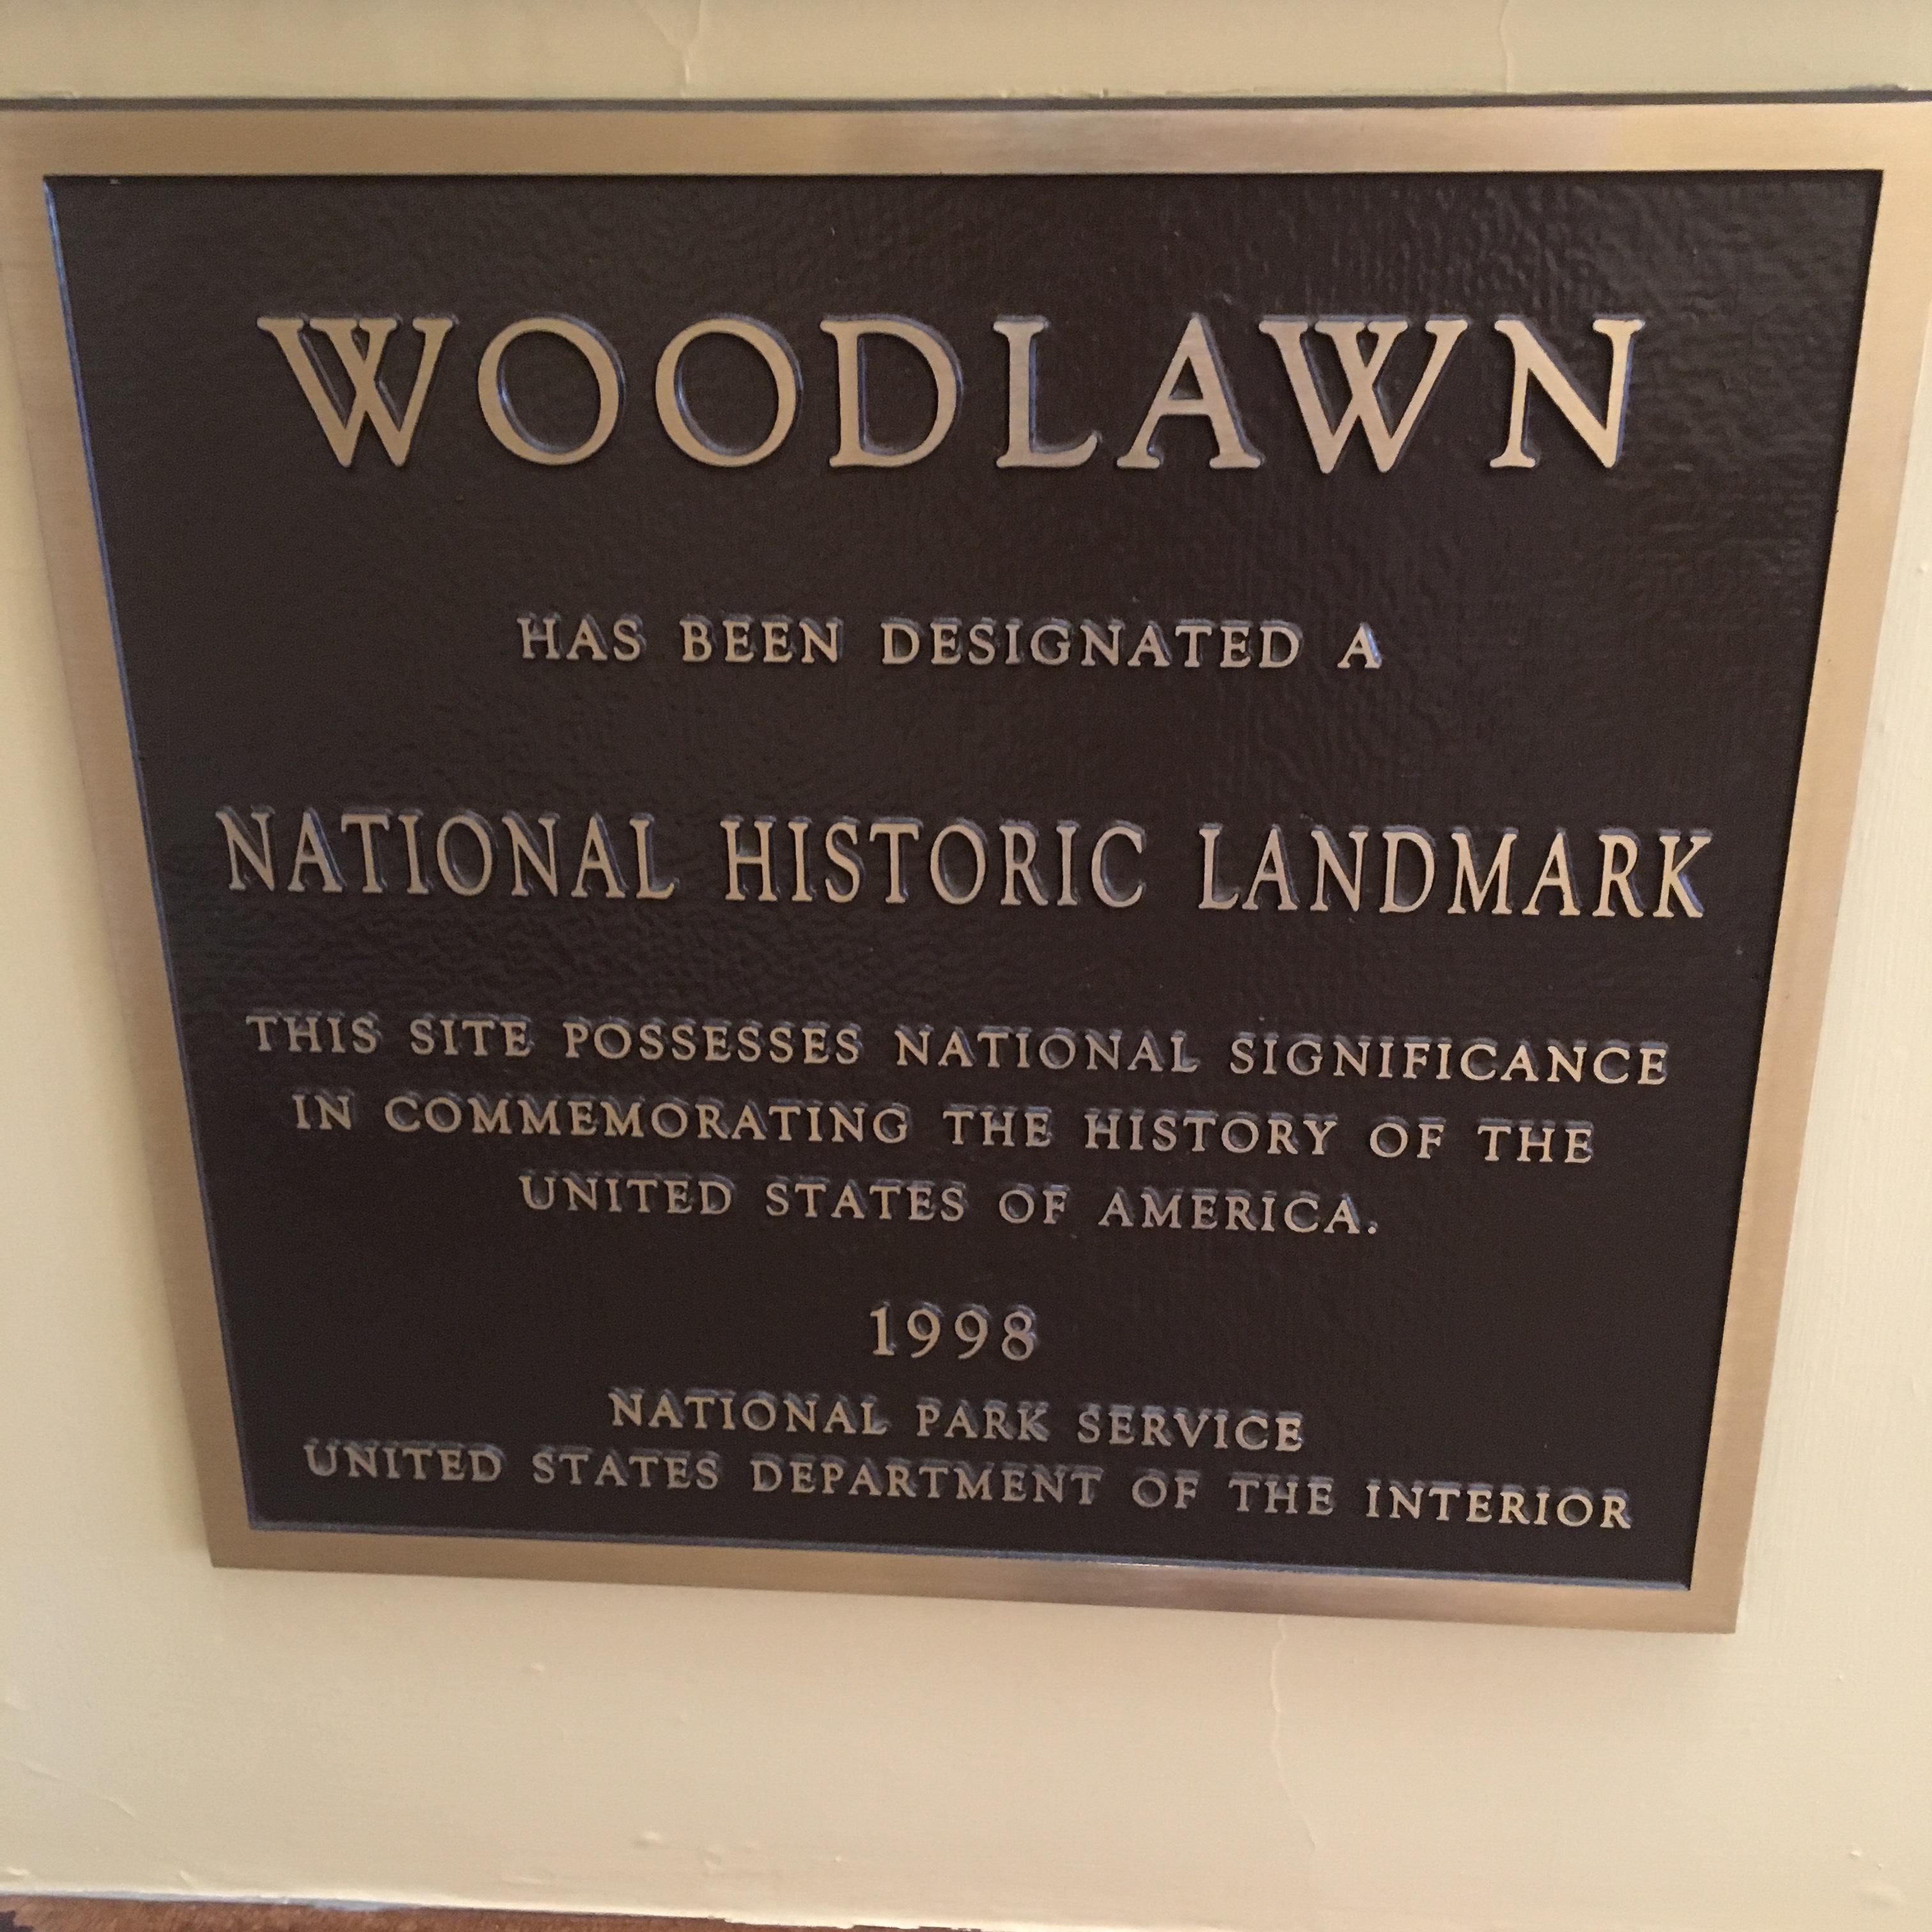 WOODLAWN
HAS BEEN DESIGNATED A
NATIONAL HISTORIC LANDMARK
THIS SITE POSSESSES NATIONAL SIGNIFICANCE
IN COMMEMORATING THE HISTORY OF THE
UNITED STATES OF AMERICA.
1998
NATIONAL PARK SERVICE
UNITED STATES DEPARTMENT OF THE INTERIOR